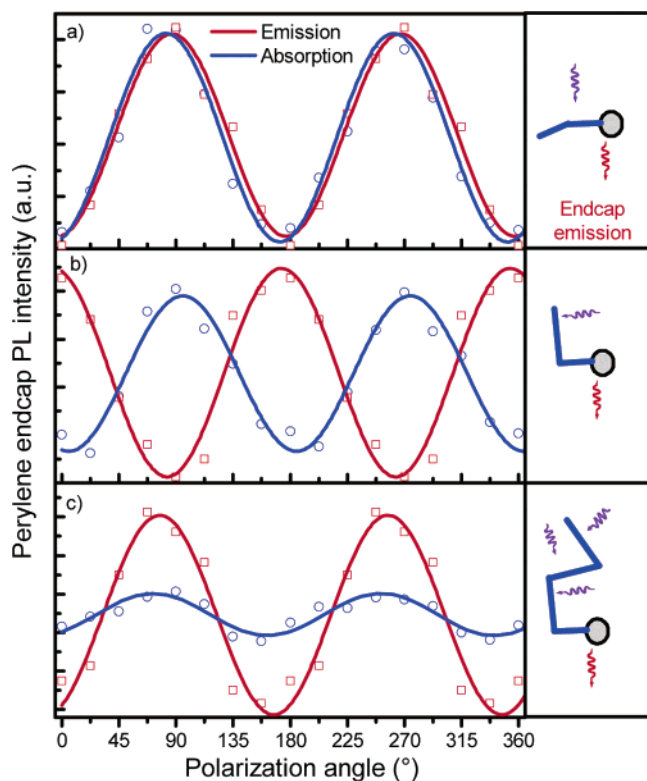 a)
Emission
Absorption
Endcap
emission
b)
c)
Perylene endcap PL intensity (a.u.)
0 45 90 135 180 225 270 315 360
Polarization angle (°)